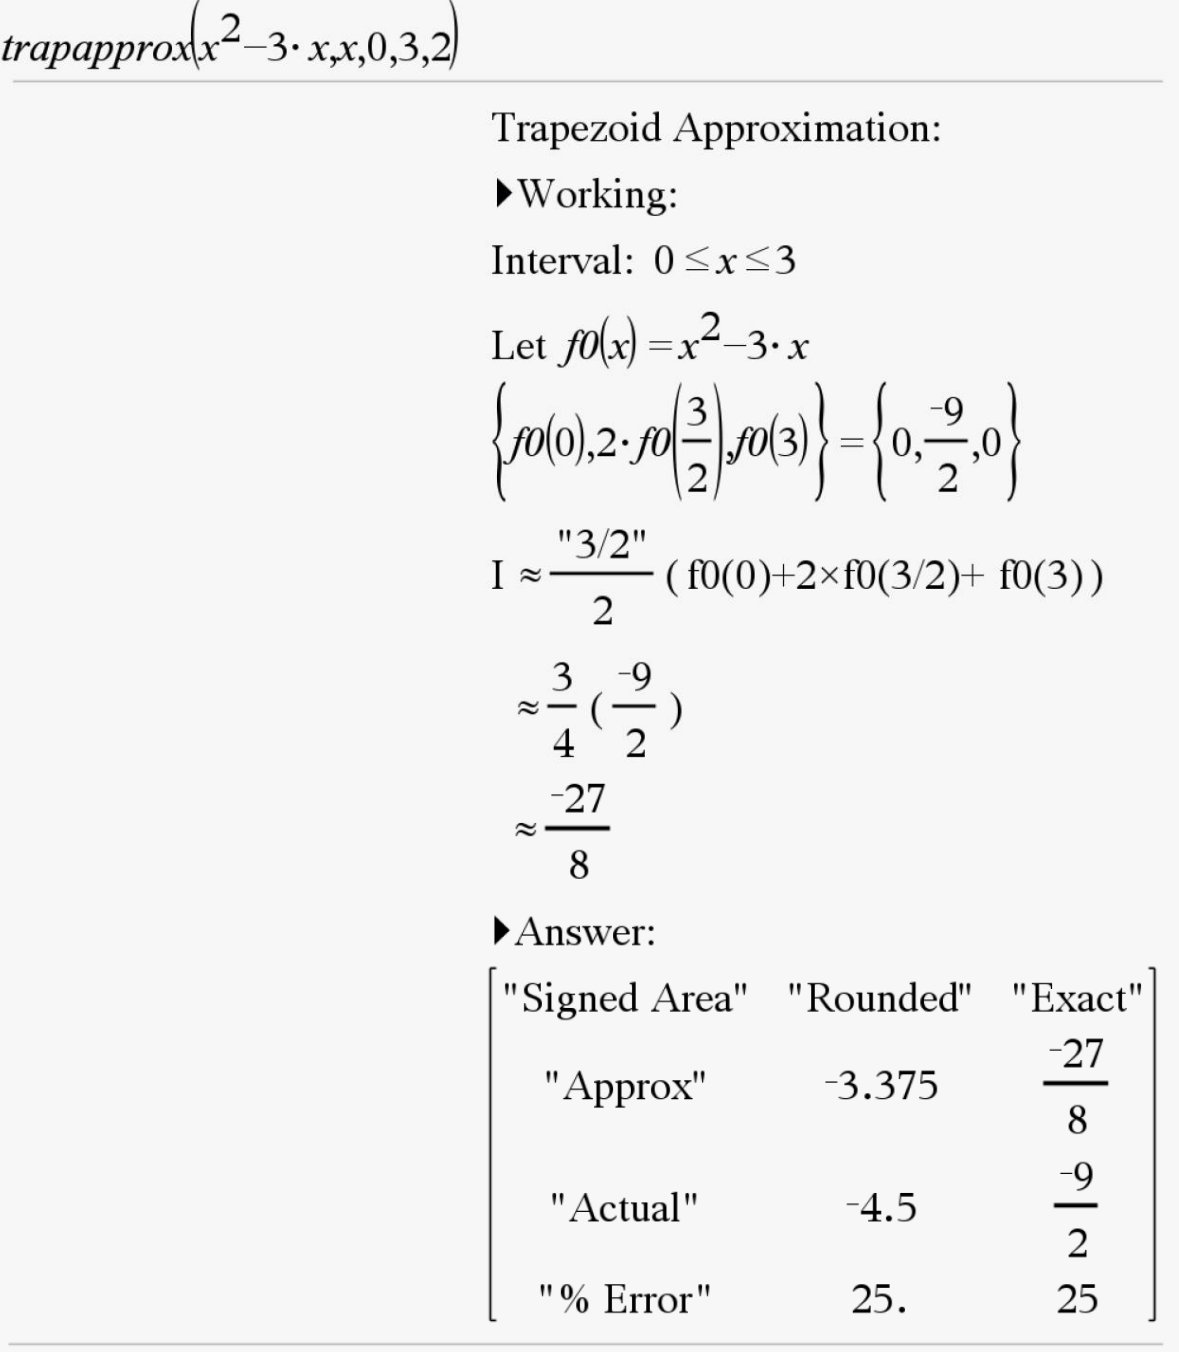 trapapprox(x²–3·x,x,0,3,2)
Trapezoid Approximation:
▶Working:
Interval: 0≤x≤3
Let f0(x)=x²–3·x
{f0(0),2·f0(3/2),f0(3)}={0,⁻9/2,0}
I ≈ "3/2"/2 ( f0(0)+2×f0(3/2)+ f0(3) )
≈ 3/4 ( ⁻9/2 )
≈ ⁻27/8
▶Answer:
"Signed Area" "Rounded" "Exact"
"Approx" ⁻3.375 ⁻27/8
"Actual" ⁻4.5 ⁻9/2
"% Error" 25. 25